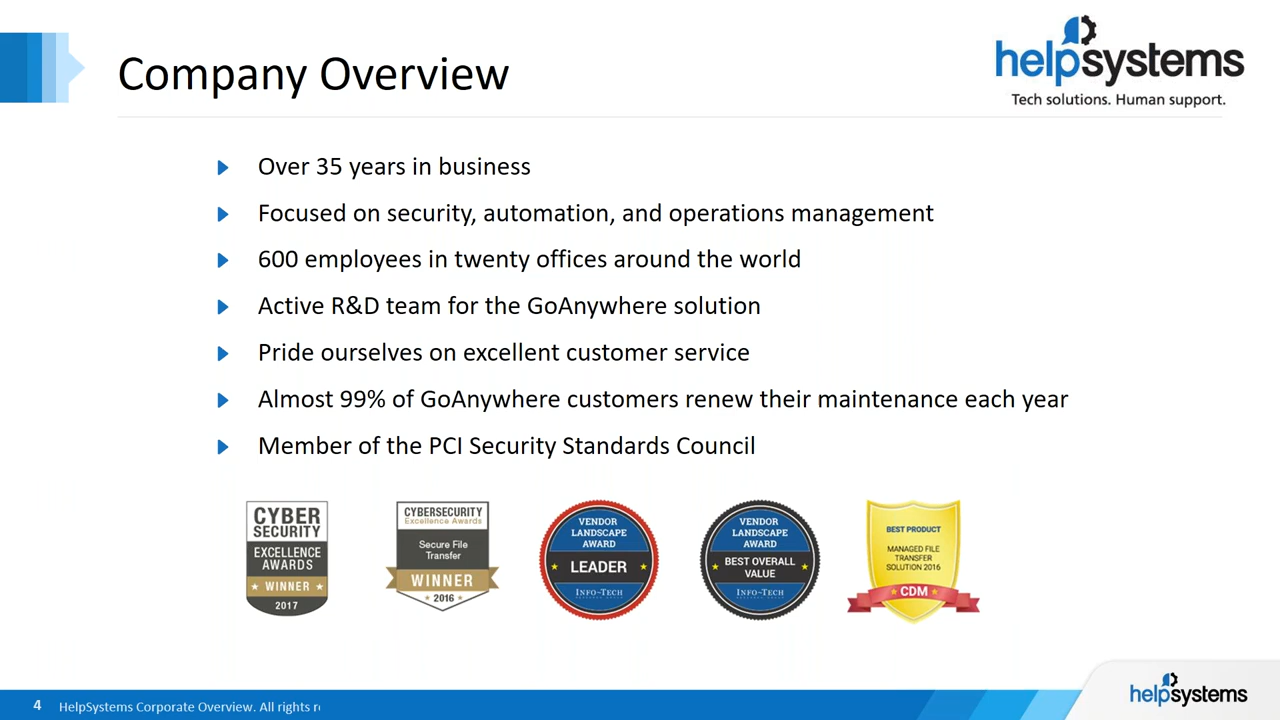 Company Overview
helpsystems
Tech solutions. Human support.
Over 35 years in business
Focused on security, automation, and operations management
600 employees in twenty offices around the world
Active R&D team for the GoAnywhere solution
Pride ourselves on excellent customer service
Almost 99% of GoAnywhere customers renew their maintenance each year
Member of the PCI Security Standards Council
CYBER
SECURITY
EXCELLENCE
AWARDS
WINNER
2017
CYBERSECURITY
Excellence Awards
Secure File
Transfer
WINNER
2016
VENDOR
LANDSCAPE
AWARD
LEADER
INFO-TECH
VENDOR
LANDSCAPE
AWARD
BEST OVERALL
VALUE
INFO-TECH
BEST PRODUCT
MANAGED FILE
TRANSFER
SOLUTION 2016
CDM
4 HelpSystems Corporate Overview. All rights
helpsystems